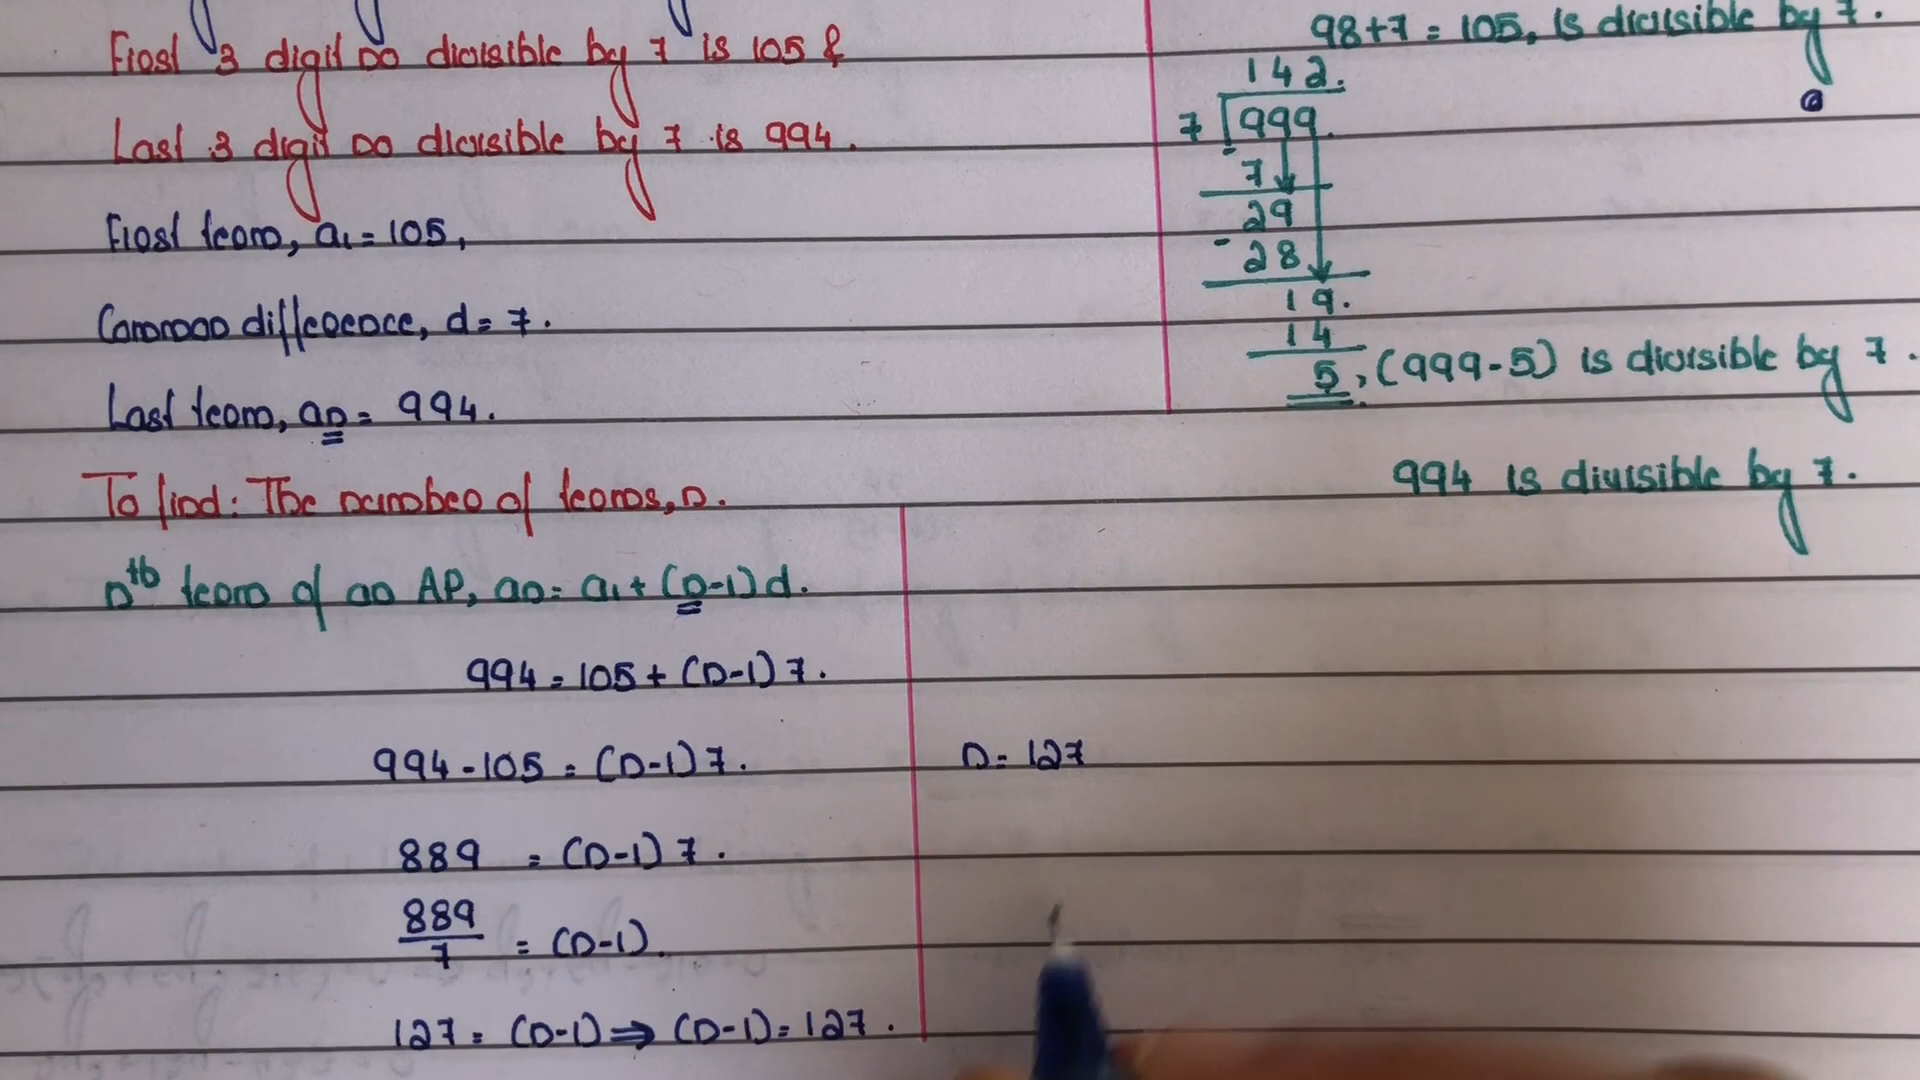 First 3 digit no divisible by 7 is 105 &
Last 3 digit no divisible by 7 is 994.
First term, a₁ = 105,
Common difference, d = 7.
Last term, an = 994.
To find: The number of terms, n.
nth term of an AP, an = a₁ + (n-1)d.
994 = 105 + (n-1) 7.
994 - 105 = (n-1) 7.
889 = (n-1) 7.
889/7 = (n-1).
127 = (n-1) ⇒ (n-1) = 127.
98+7 = 105, is divisible by 7.
142.
7 999.
- 7
29
- 28
19.
14
5, (999-5) is divisible by 7.
994 is divisible by 7.
n = 127